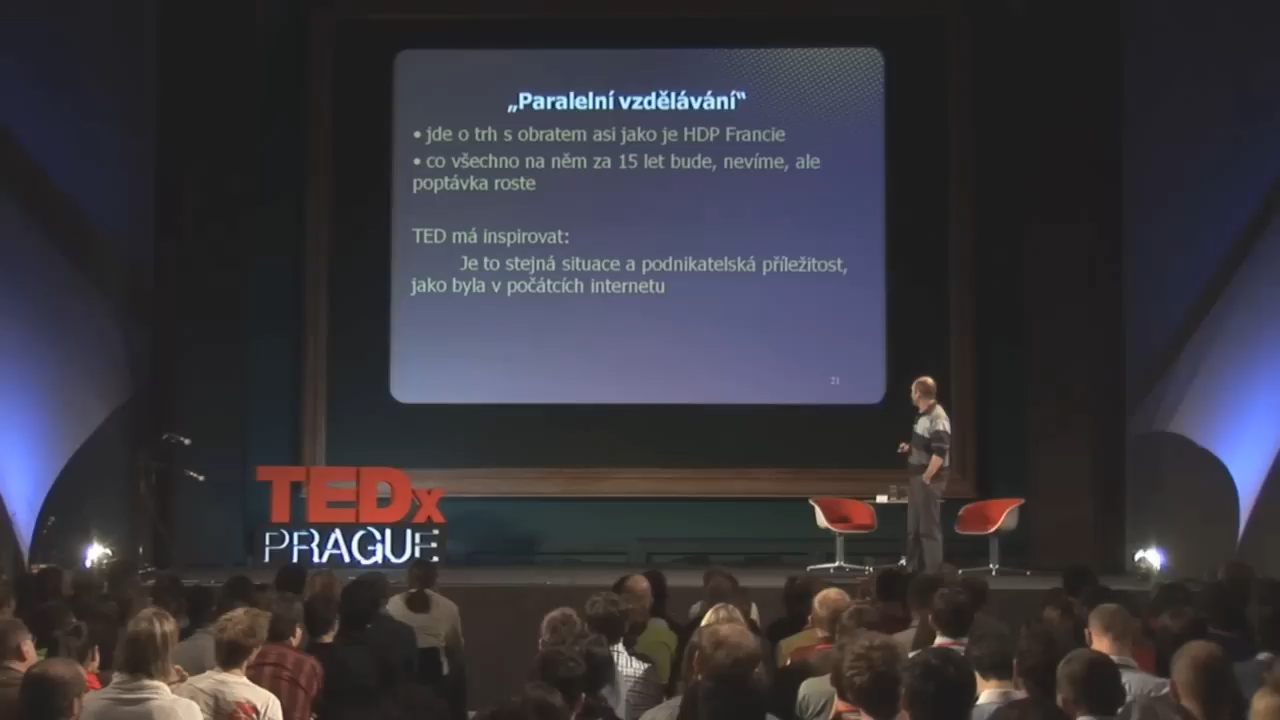 „Paralelní vzdělávání“
• jde o trh s obratem asi jako je HDP Francie
• co všechno na něm za 15 let bude, nevíme, ale
poptávka roste
TED má inspirovat:
Je to stejná situace a podnikatelská příležitost,
jako byla v počátcích internetu
21
TEDx
PRAGUE